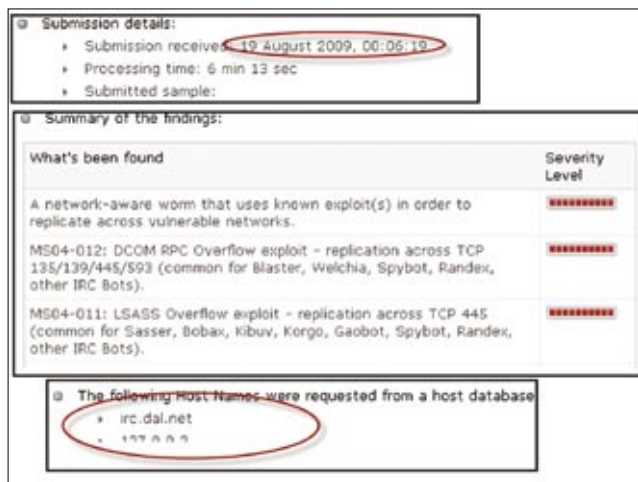 Submission details:
Submission received: 19 August 2009, 00:06:19
Processing time: 6 min 13 sec
Submitted sample:
Summary of the findings:
What's been found Severity Level
A network-aware worm that uses known exploit(s) in order to
replicate across vulnerable networks.
MS04-012: DCOM RPC Overflow exploit - replication across TCP
135/139/445/593 (common for Blaster, Welchia, Spybot, Randex,
other IRC Bots).
MS04-011: LSASS Overflow exploit - replication across TCP 445
(common for Sasser, Bobax, Kibuv, Korgo, Gaobot, Spybot, Randex,
other IRC Bots).
The following Host Names were requested from a host database
irc.dal.net